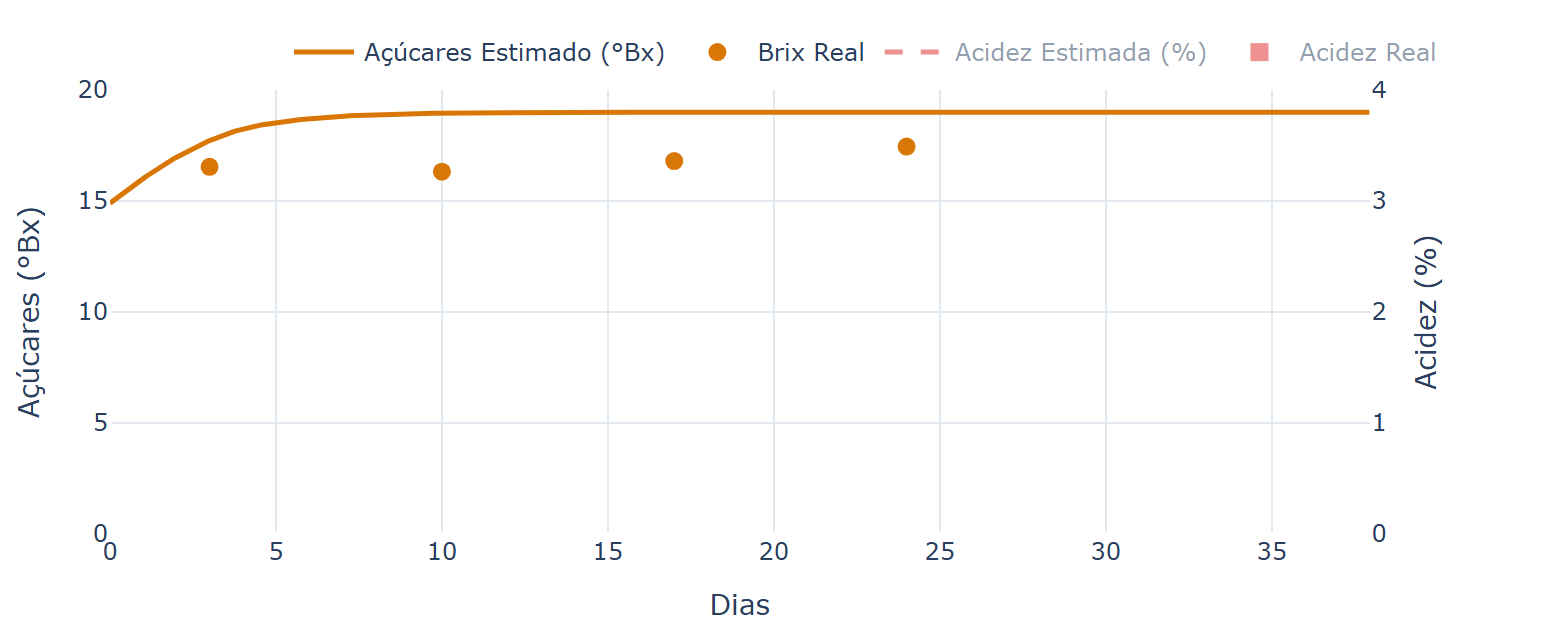 Açúcares Estimado (°Bx) Brix Real Acidez Estimada (%) Acidez Real
20 4
15 3
10 2
5 1
0 0
0 5 10 15 20 25 30 35
Açúcares (°Bx)
Acidez (%)
Dias